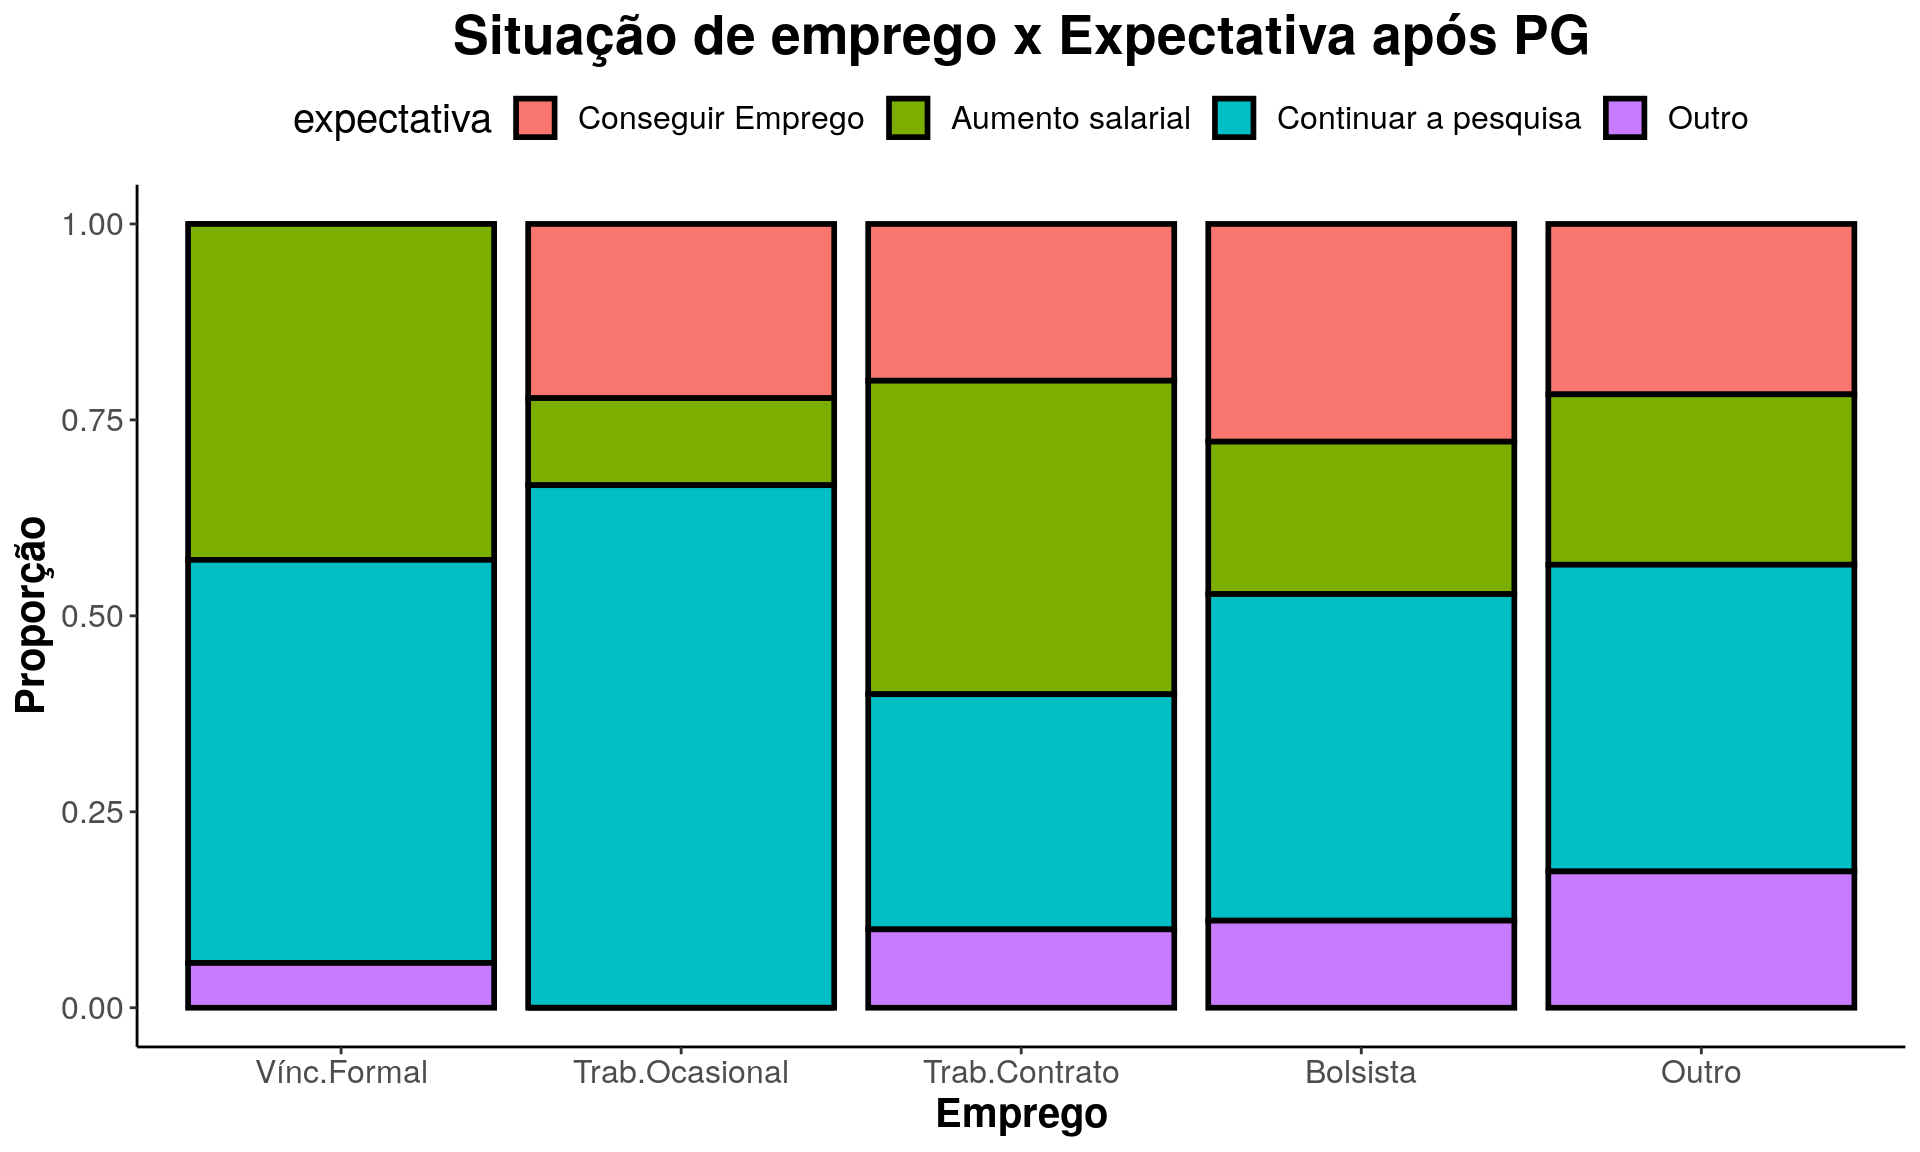 Situação de emprego x Expectativa após PG
expectativa Conseguir Emprego Aumento salarial Continuar a pesquisa Outro
Proporção
1.00
0.75
0.50
0.25
0.00
Vínc.Formal Trab.Ocasional Trab.Contrato Bolsista Outro
Emprego